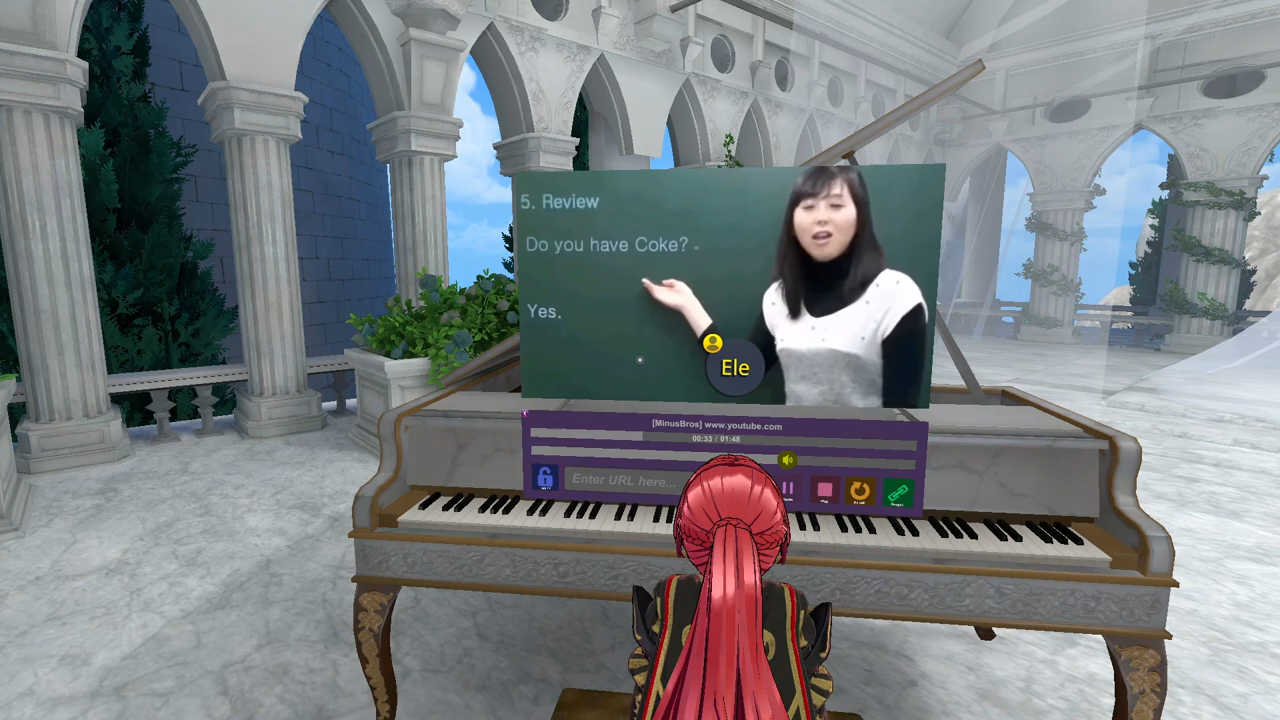 5. Review
Do you have Coke?
Yes.
Ele
[MinusBros] www.youtube.com
00:33 / 01:48
Enter URL here...